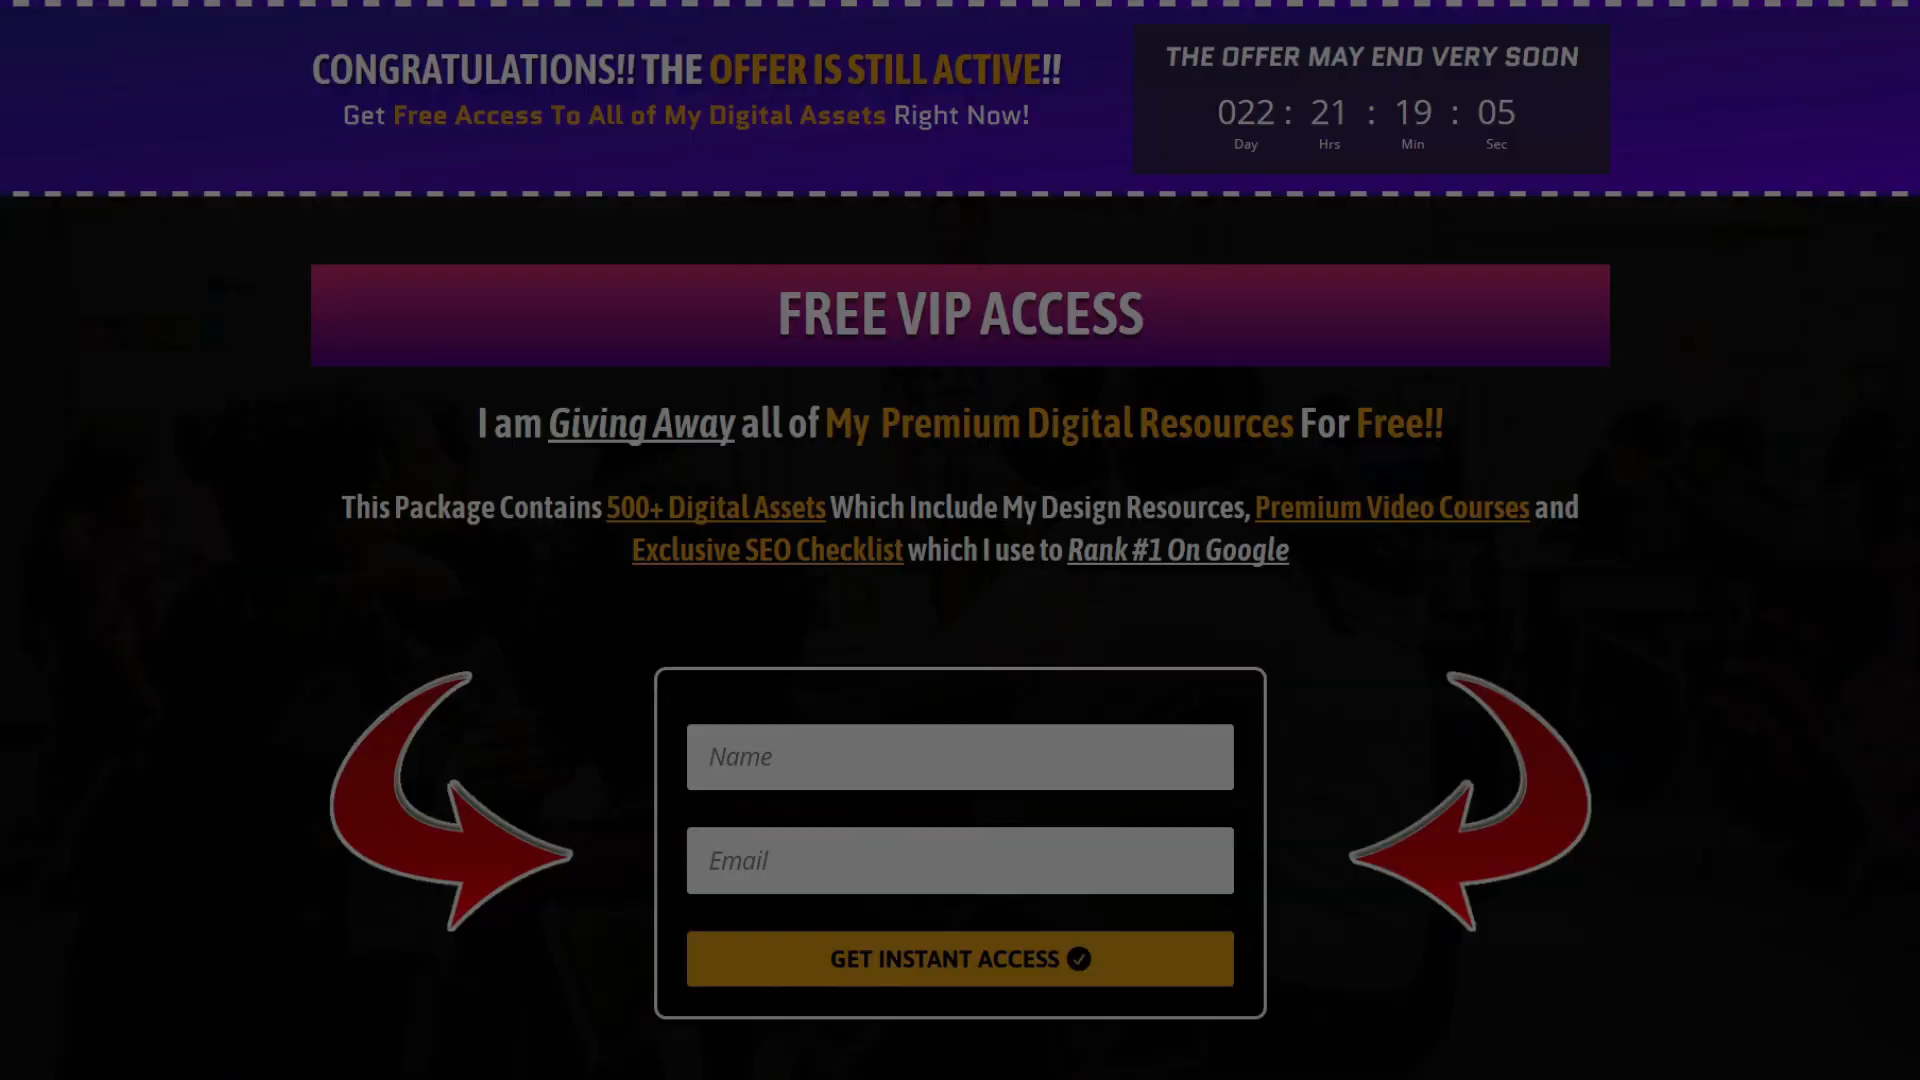 CONGRATULATIONS!! THE OFFER IS STILL ACTIVE!!
Get Free Access To All of My Digital Assets Right Now!
THE OFFER MAY END VERY SOON
022 : 21 : 19 : 05
Day Hrs Min Sec
FREE VIP ACCESS
I am Giving Away all of My Premium Digital Resources For Free!!
This Package Contains 500+ Digital Assets Which Include My Design Resources, Premium Video Courses and
Exclusive SEO Checklist which I use to Rank #1 On Google
Name
Email
GET INSTANT ACCESS